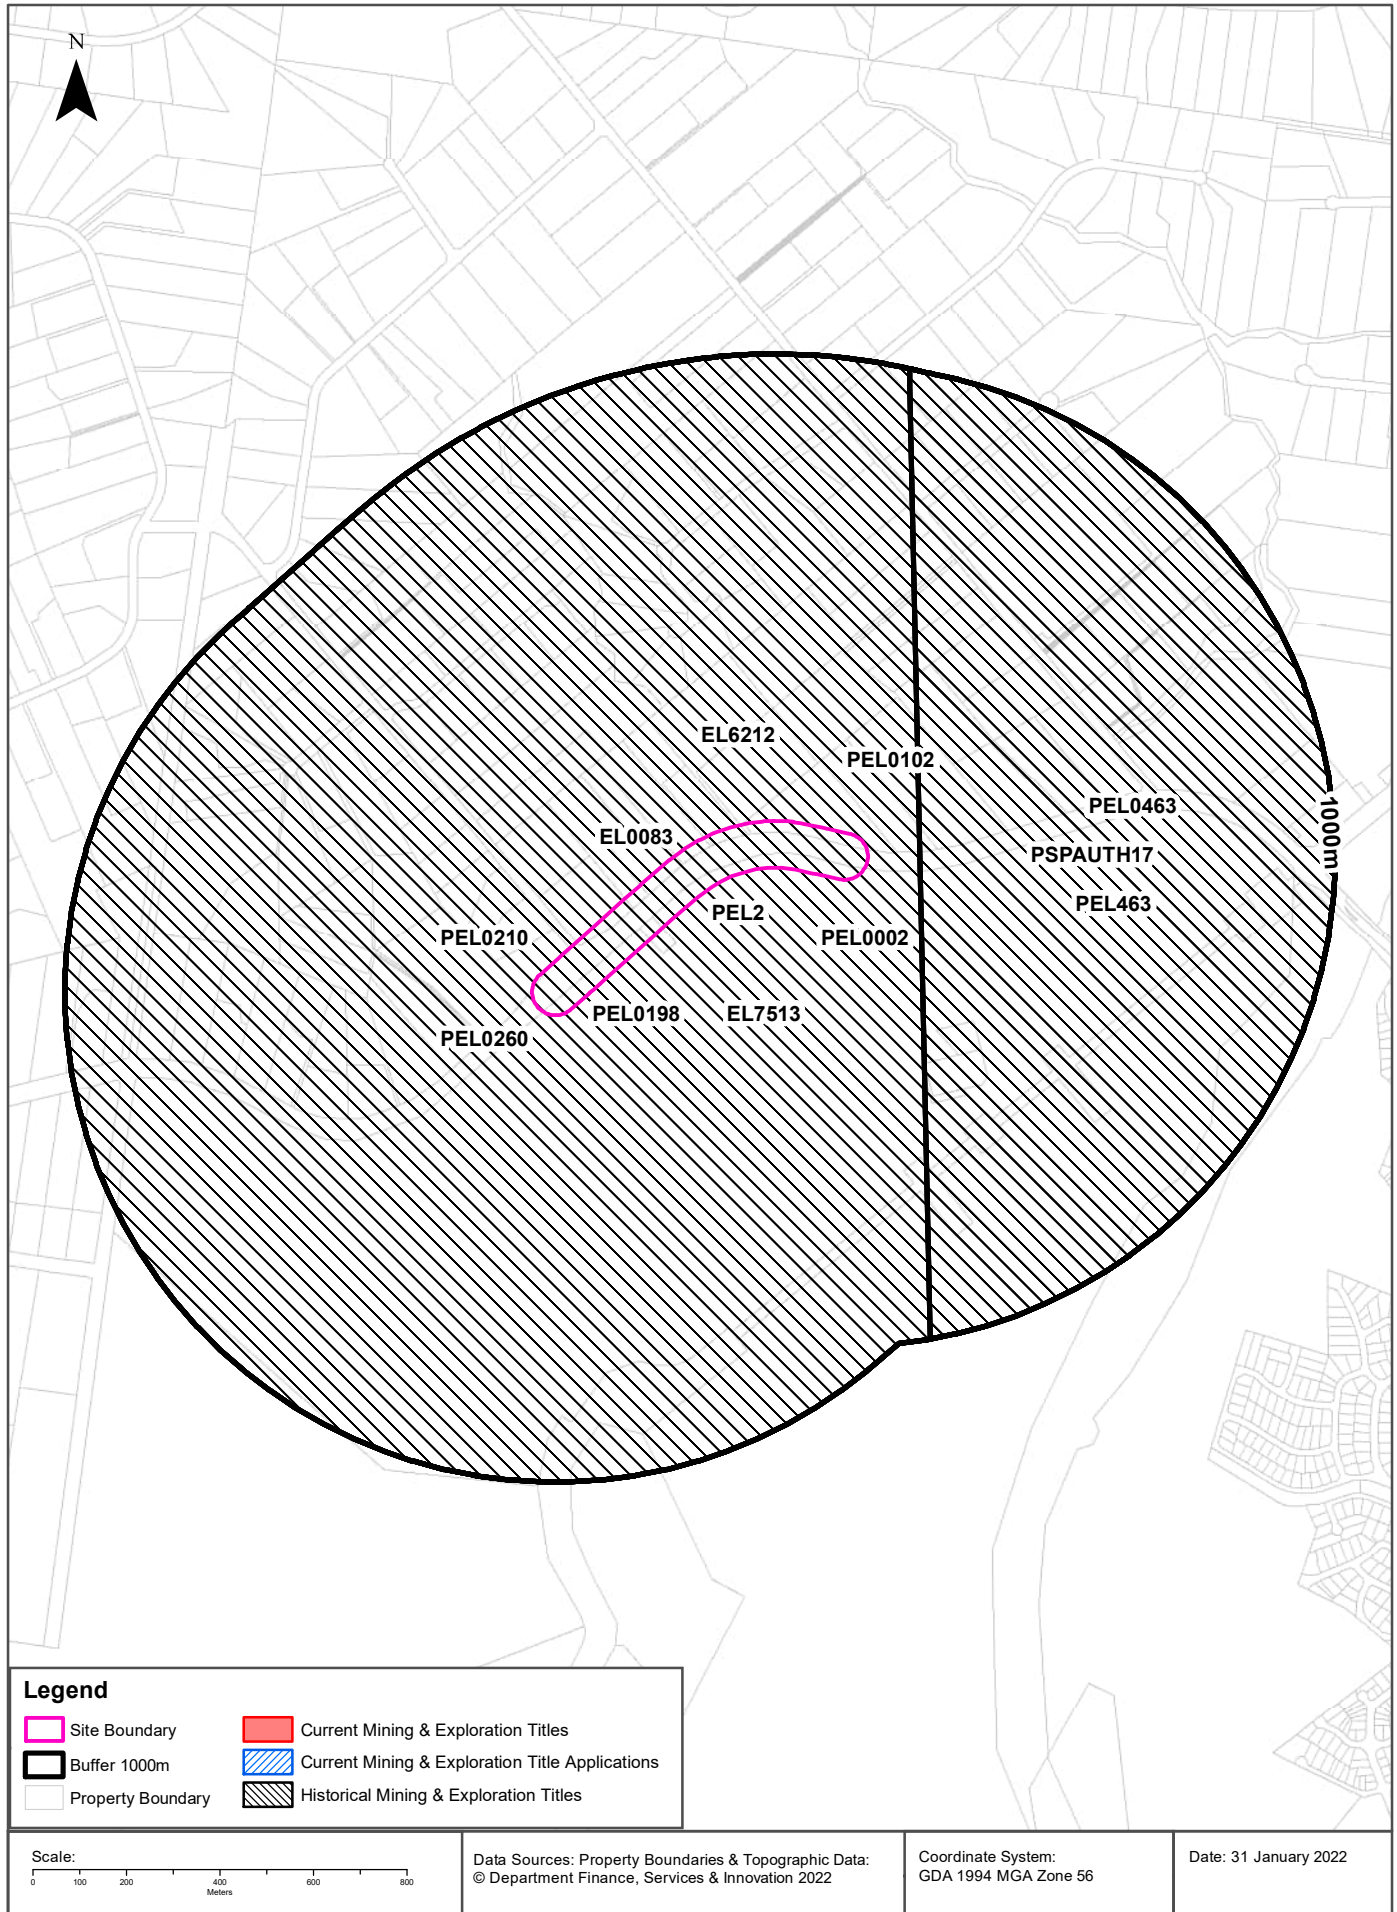 N
EL6212
PEL0102
PEL0463
1000m
EL0083
PSPAUTH17
PEL463
PEL2
PEL0210
PEL0002
PEL0198
EL7513
PEL0260
Legend
Site Boundary
Buffer 1000m
Property Boundary
Current Mining & Exploration Titles
Current Mining & Exploration Title Applications
Historical Mining & Exploration Titles
Scale:
0 100 200 400 600 800
Meters
Data Sources: Property Boundaries & Topographic Data:
© Department Finance, Services & Innovation 2022
Coordinate System:
GDA 1994 MGA Zone 56
Date: 31 January 2022